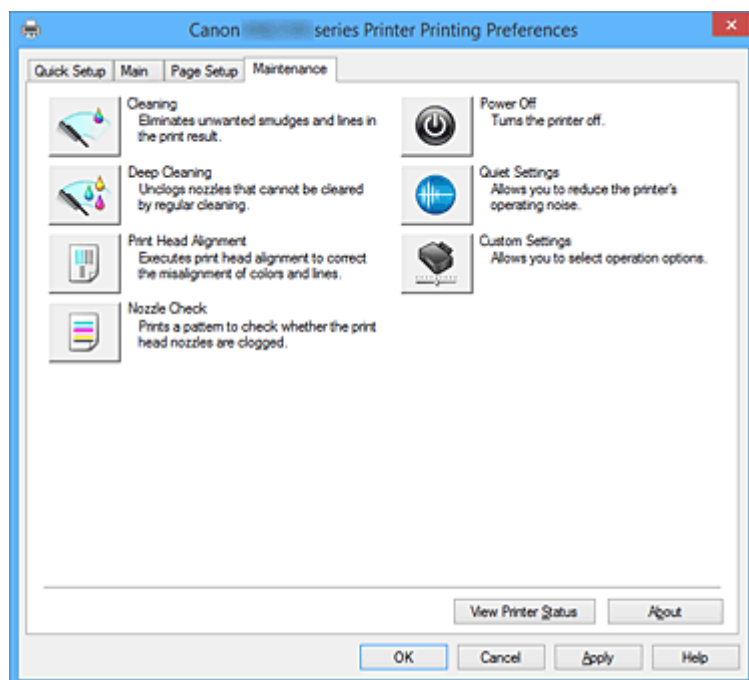 Canon series Printer Printing Preferences
Quick Setup Main Page Setup Maintenance
Cleaning
Eliminates unwanted smudges and lines in
the print result.
Deep Cleaning
Unclogs nozzles that cannot be cleared
by regular cleaning.
Print Head Alignment
Executes print head alignment to correct
the misalignment of colors and lines.
Nozzle Check
Prints a pattern to check whether the print
head nozzles are clogged.
Power Off
Turns the printer off.
Quiet Settings
Allows you to reduce the printer's
operating noise.
Custom Settings
Allows you to select operation options.
View Printer Status About
OK Cancel Apply Help